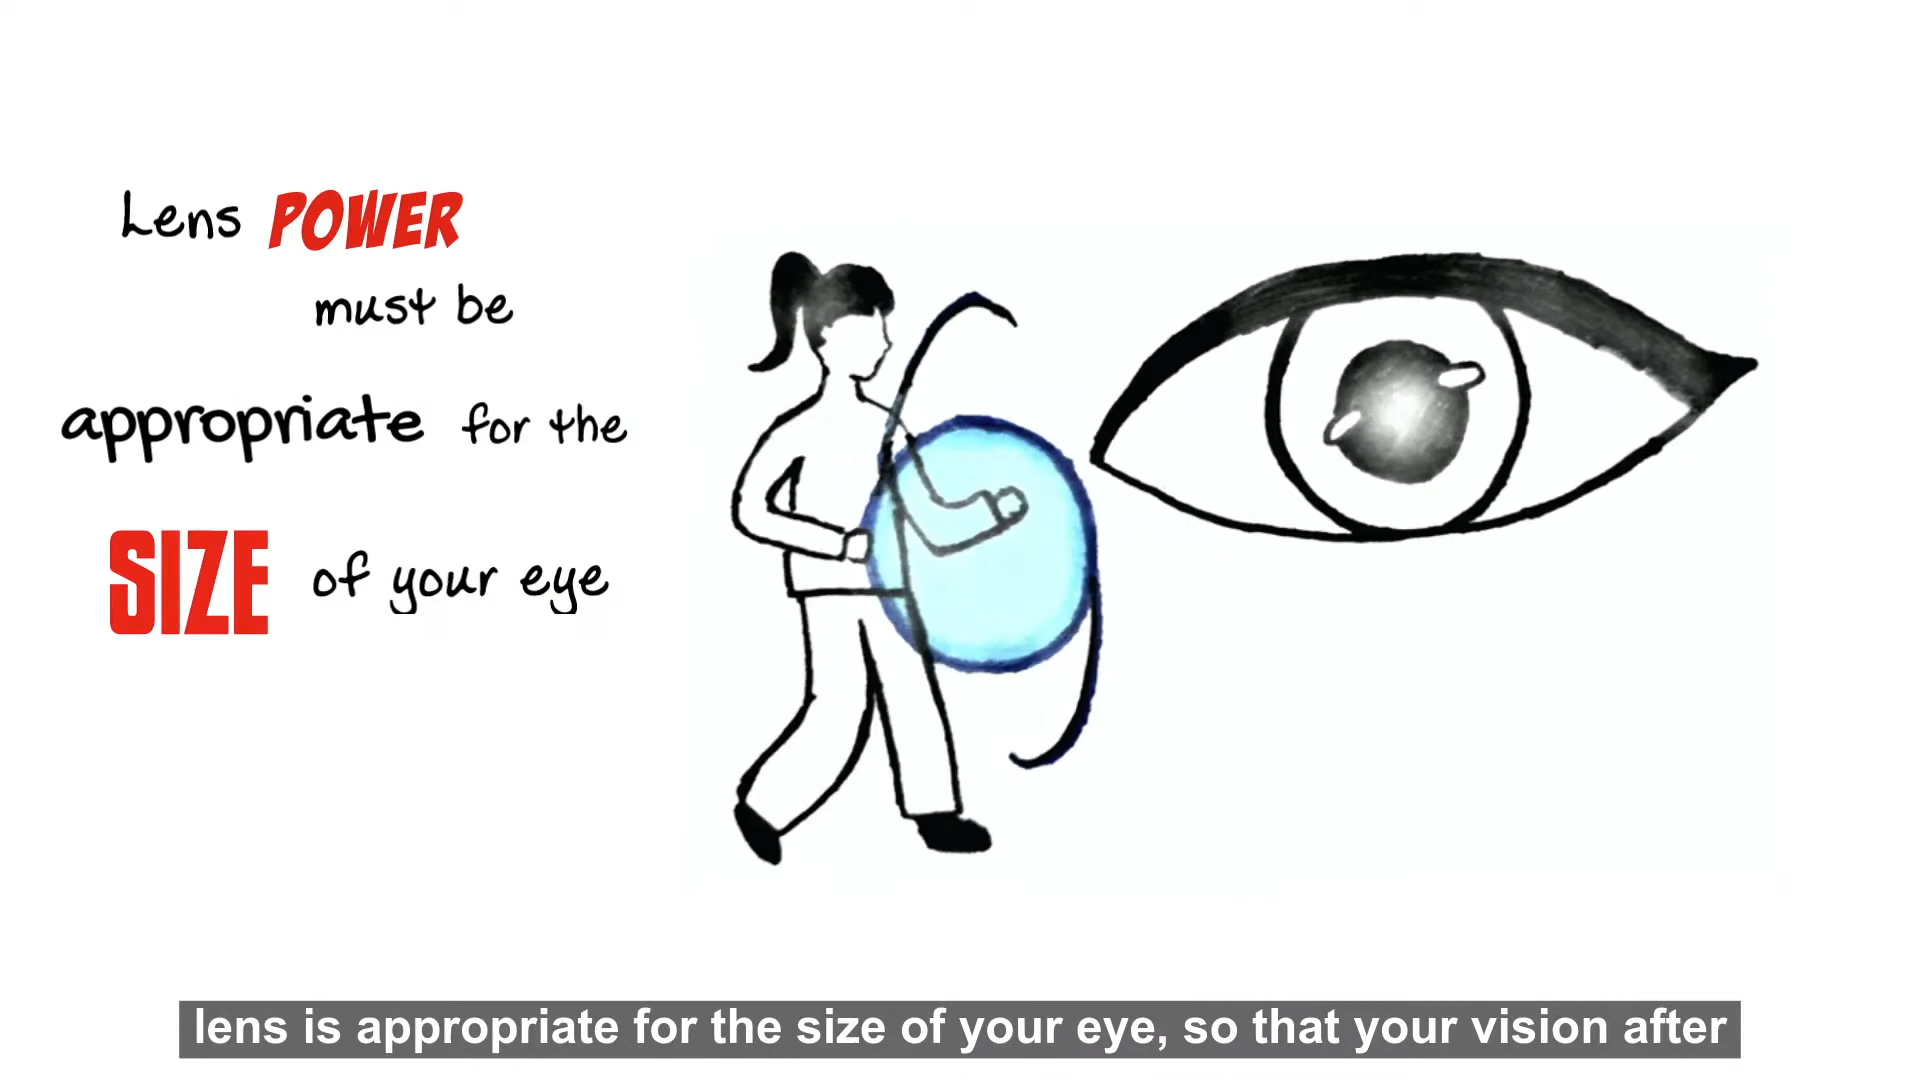 Lens POWER
must be
appropriate for the
SIZE of your eye
lens is appropriate for the size of your eye, so that your vision after